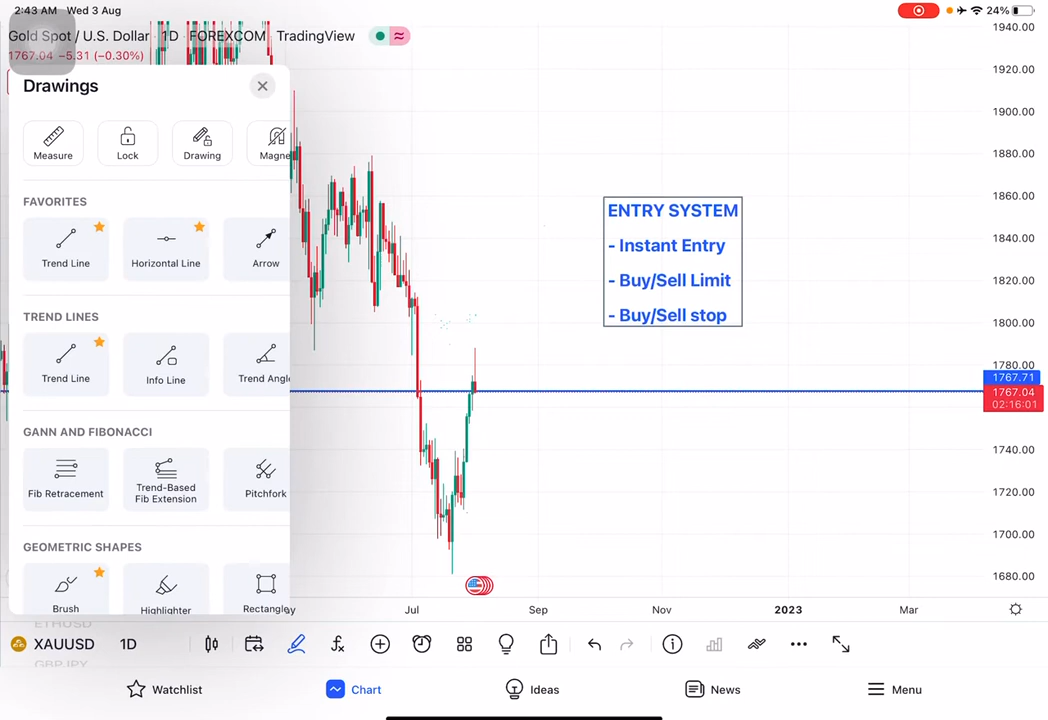 2:43 AM Wed 3 Aug
24%
Gold Spot / U.S. Dollar 1D FOREXCOM TradingView
1767.04 −5.31 (−0.30%)
Drawings
Measure
Lock
Drawing
Magne
FAVORITES
Trend Line
Horizontal Line
Arrow
TREND LINES
Trend Line
Info Line
Trend Angl
GANN AND FIBONACCI
Fib Retracement
Trend-Based
Fib Extension
Pitchfork
GEOMETRIC SHAPES
Brush
Highlighter
Rectangle
ENTRY SYSTEM
- Instant Entry
- Buy/Sell Limit
- Buy/Sell stop
1940.00
1920.00
1900.00
1880.00
1860.00
1840.00
1820.00
1800.00
1780.00
1767.71
1767.04
02:16:01
1740.00
1720.00
1700.00
1680.00
Jul
Sep
Nov
2023
Mar
ETHUSD
XAUUSD 1D
GBPJPY
Watchlist
Chart
Ideas
News
Menu